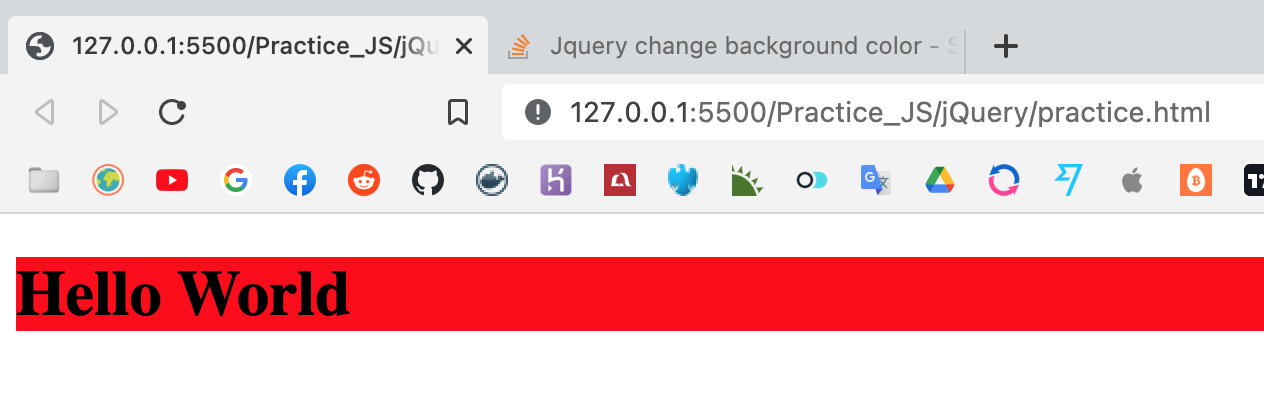 127.0.0.1:5500/Practice_JS/jQu
Jquery change background color - S
127.0.0.1:5500/Practice_JS/jQuery/practice.html
Hello World